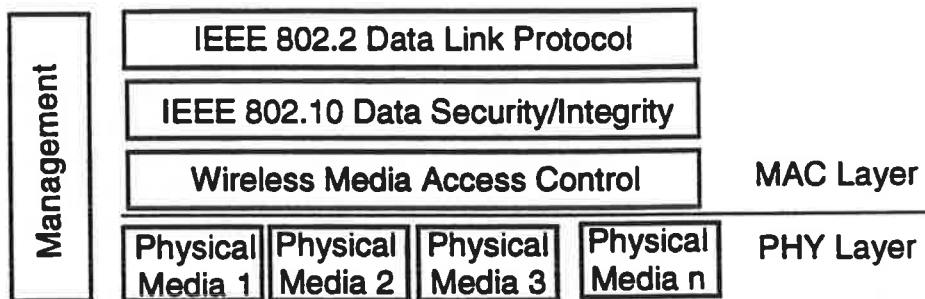 Management
IEEE 802.2 Data Link Protocol
IEEE 802.10 Data Security/Integrity
Wireless Media Access Control
MAC Layer
Physical Media 1
Physical Media 2
Physical Media 3
Physical Media n
PHY Layer